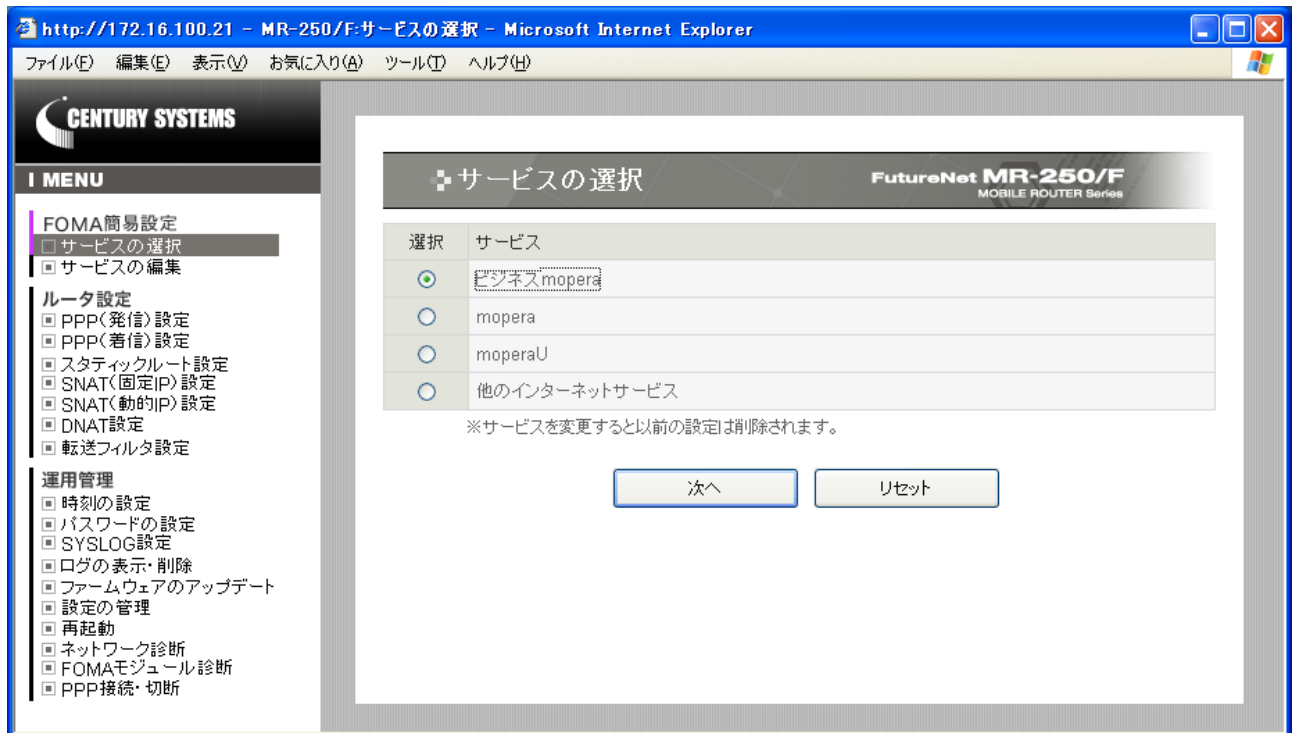 http://172.16.100.21 - MR-250/F:サービスの選択 - Microsoft Internet Explorer
ファイル(F) 編集(E) 表示(V) お気に入り(A) ツール(T) ヘルプ(H)
CENTURY SYSTEMS
MENU
FOMA簡易設定
サービスの選択
サービスの編集
ルータ設定
PPP(発信)設定
PPP(着信)設定
スタティックルート設定
SNAT(固定IP)設定
SNAT(動的IP)設定
DNAT設定
転送フィルタ設定
運用管理
時刻の設定
パスワードの設定
SYSLOG設定
ログの表示・削除
ファームウェアのアップデート
設定の管理
再起動
ネットワーク診断
FOMAモジュール診断
PPP接続・切断
サービスの選択
FutureNet MR-250/F
MOBILE ROUTER Series
選択 サービス
ビジネスmopera
mopera
moperaU
他のインターネットサービス
※サービスを変更すると以前の設定は削除されます。
次へ リセット